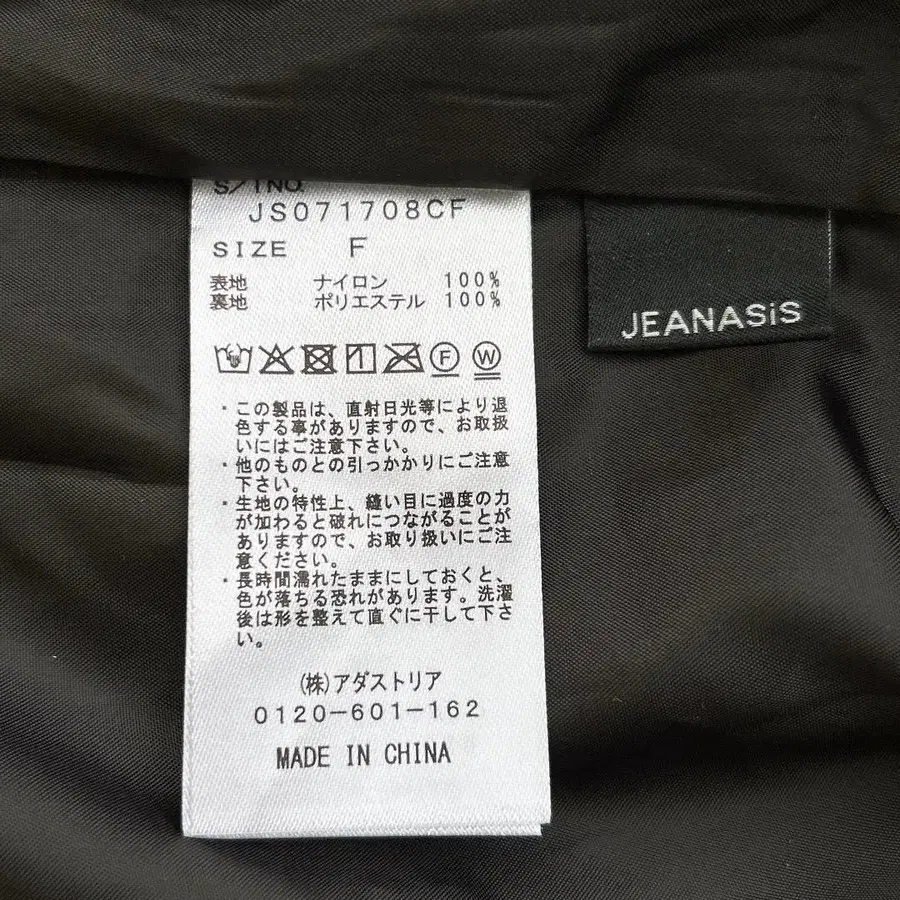 S/TNO.
JS071708CF
SIZE F
表地 ナイロン 100%
裏地 ポリエステル 100%
F W
・この製品は、直射日光等により退
色する事がありますので、お取扱
いにはご注意下さい。
・他のものとの引っかかりにご注意
下さい。
・生地の特性上、縫い目に過度の力
が加わると破れにつながることが
ありますので、お取り扱いにご注
意ください。
・長時間濡れたままにしておくと、
色が落ちる恐れがあります。洗濯
後は形を整えて直ぐに干して下さ
い。
(株)アダストリア
0120-601-162
MADE IN CHINA
JEANASiS